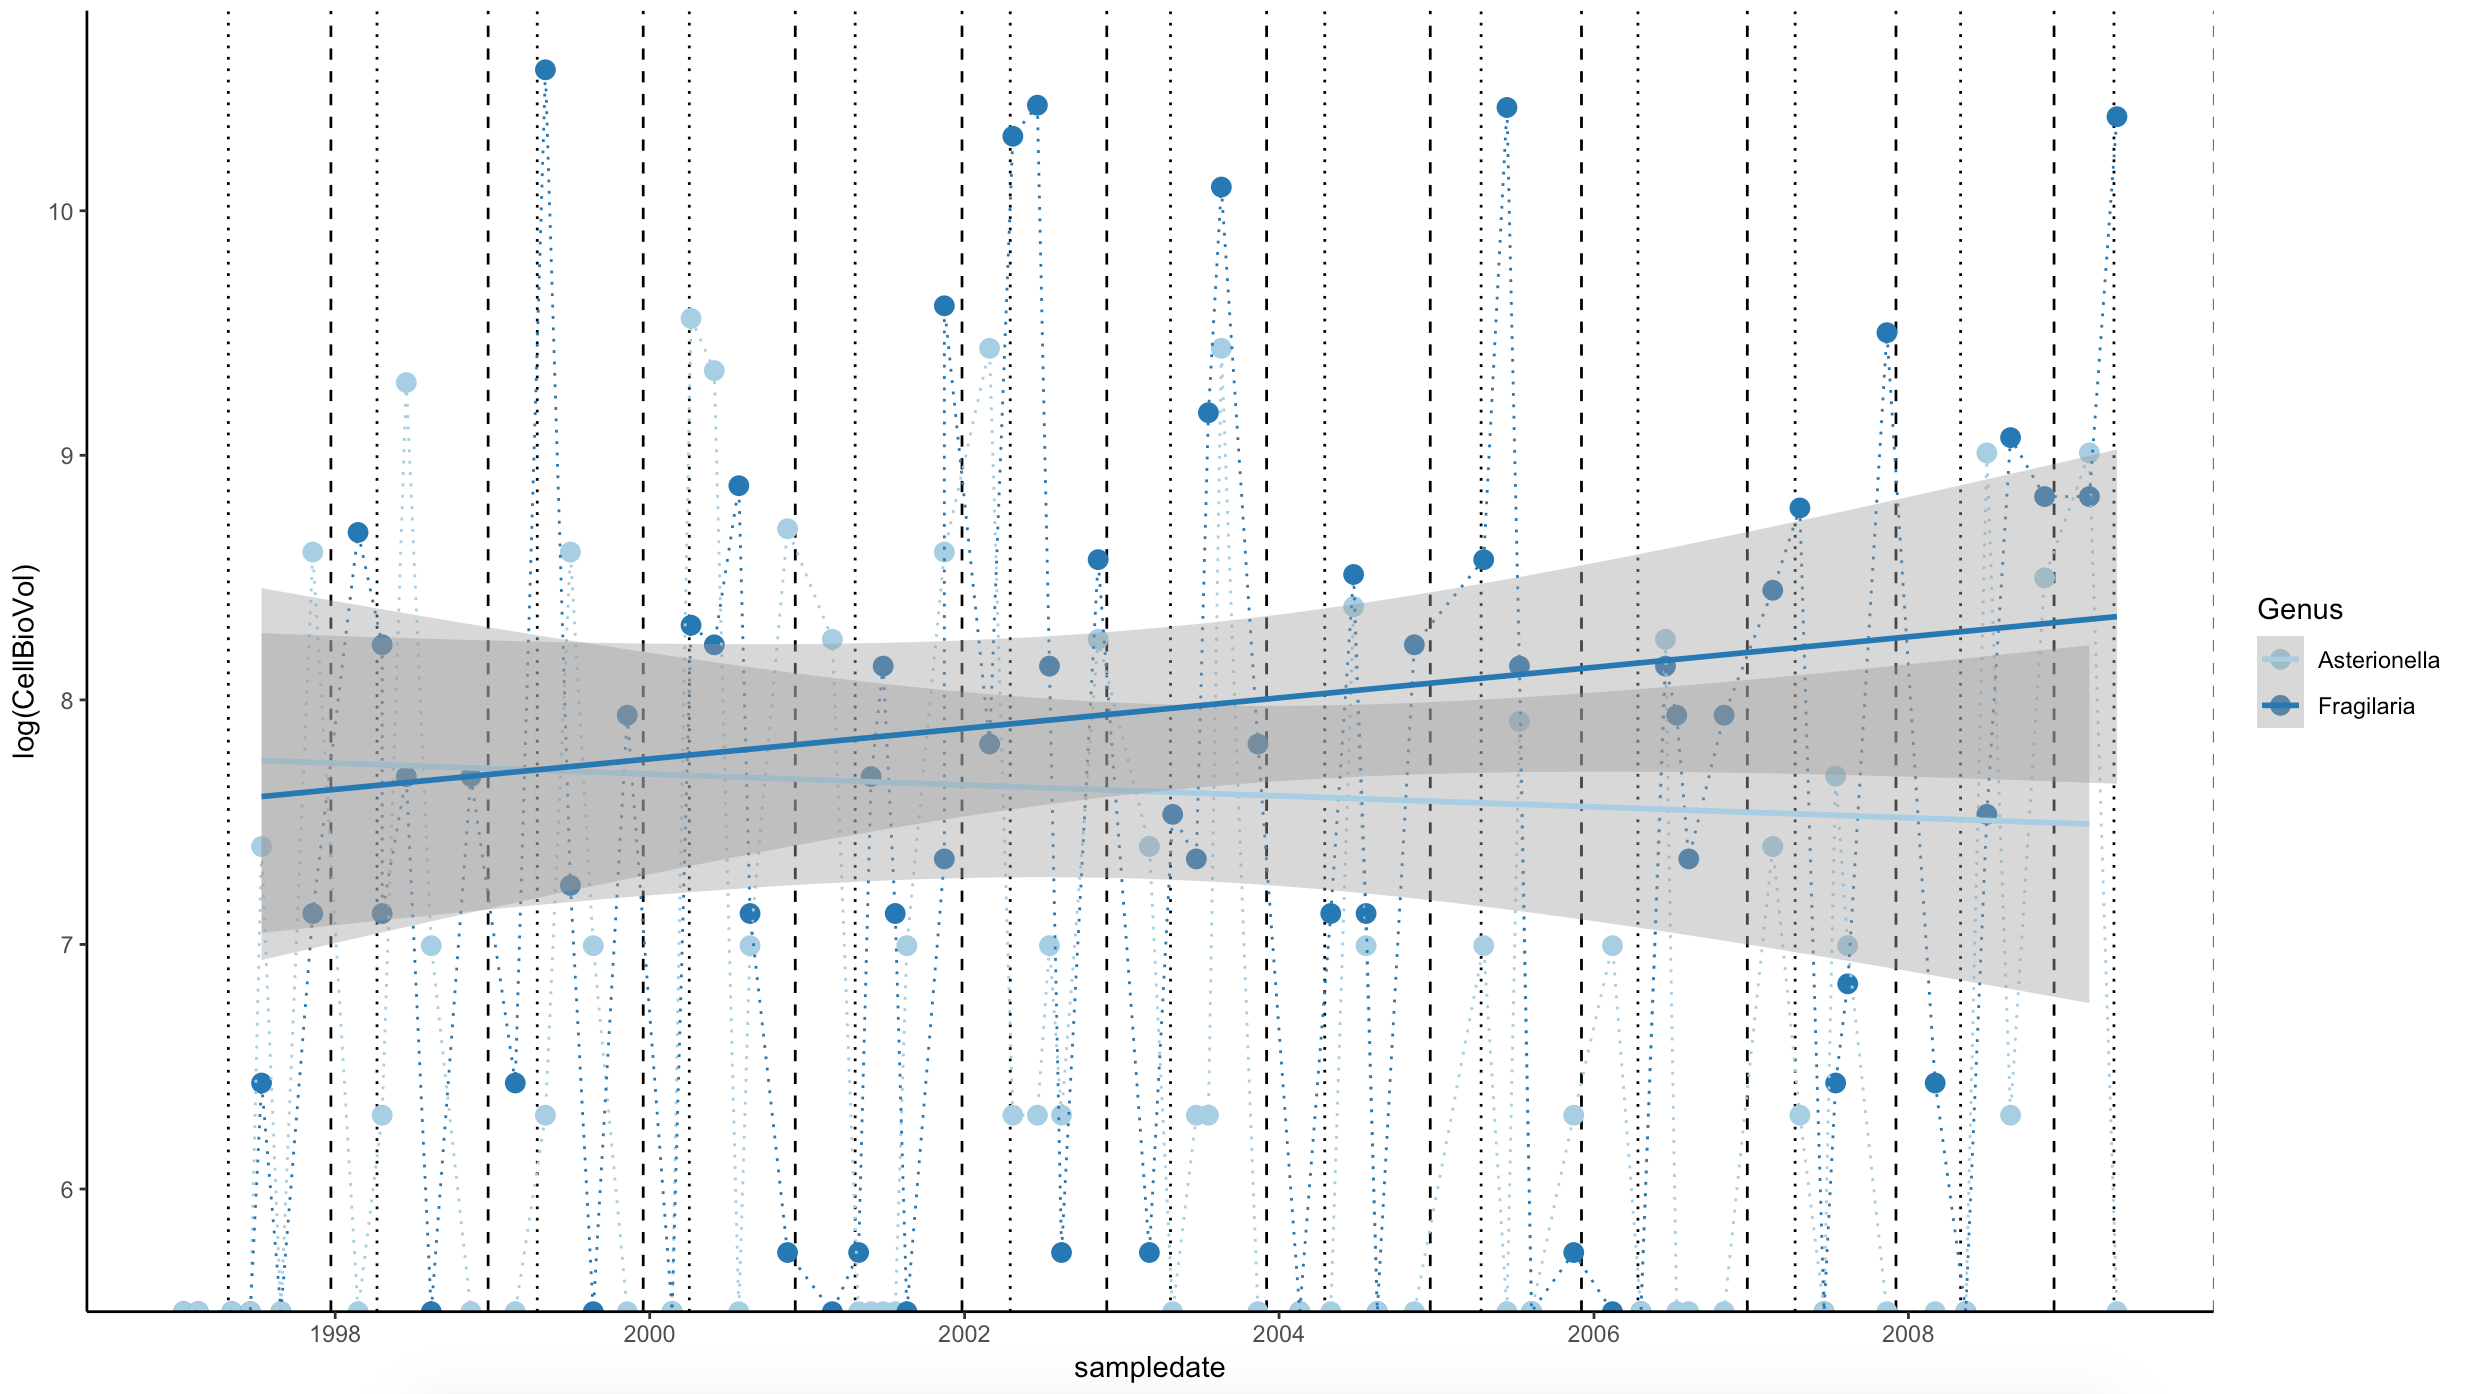 log(CellBioVol)
10
9
8
7
6
1998 2000 2002 2004 2006 2008
sampledate
Genus
Asterionella
Fragilaria